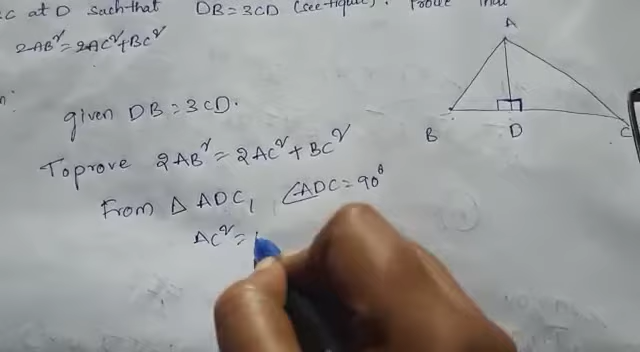 C at D such that DB = 3CD (see figure). Prove that
2AB² = 2AC² + BC²
given DB = 3CD.
To prove 2AB² = 2AC² + BC²
From Δ ADC, ∠ADC = 90°
AC² =
A
B
D
C